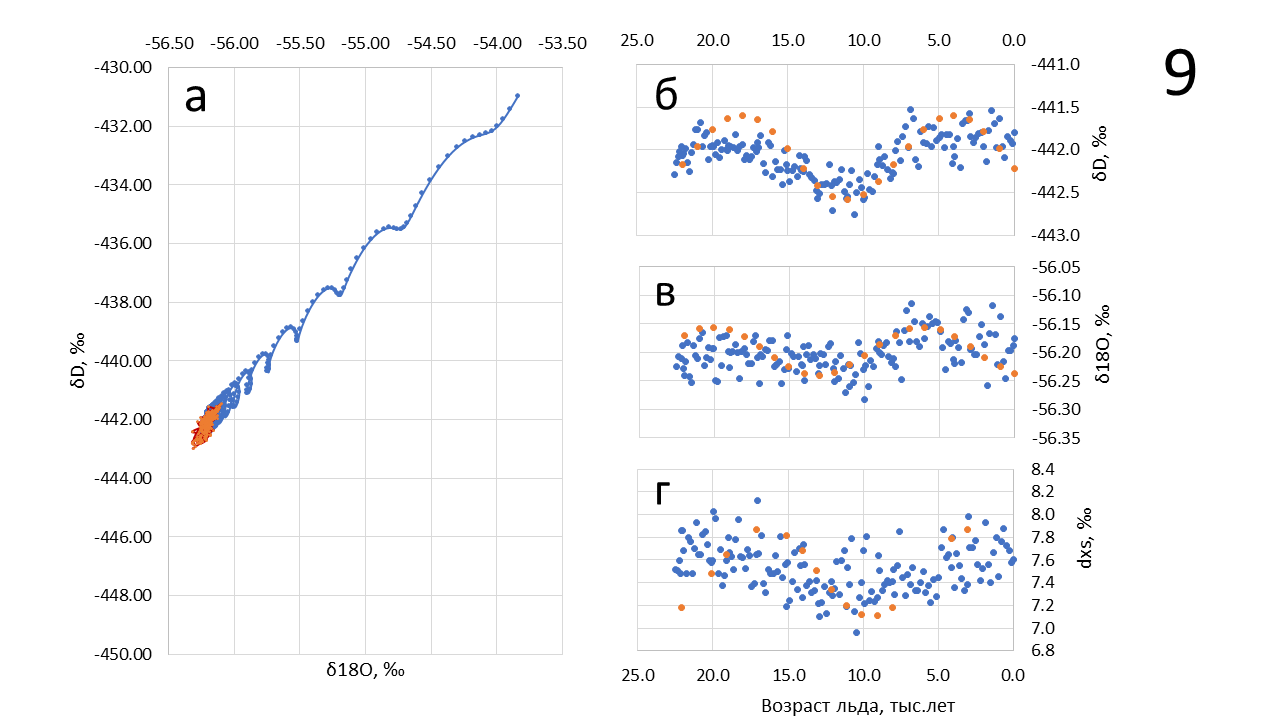 -56.50 -56.00 -55.50 -55.00 -54.50 -54.00 -53.50
-430.00
-432.00
-434.00
-436.00
-438.00
-440.00
-442.00
-444.00
-446.00
-448.00
-450.00
δD, ‰
δ18O, ‰
а
25.0 20.0 15.0 10.0 5.0 0.0
б
-441.0
-441.5
-442.0
-442.5
-443.0
δD, ‰
в
-56.05
-56.10
-56.15
-56.20
-56.25
-56.30
-56.35
δ18O, ‰
г
8.4
8.2
8.0
7.8
7.6
7.4
7.2
7.0
6.8
dxs, ‰
25.0 20.0 15.0 10.0 5.0 0.0
Возраст льда, тыс.лет
9